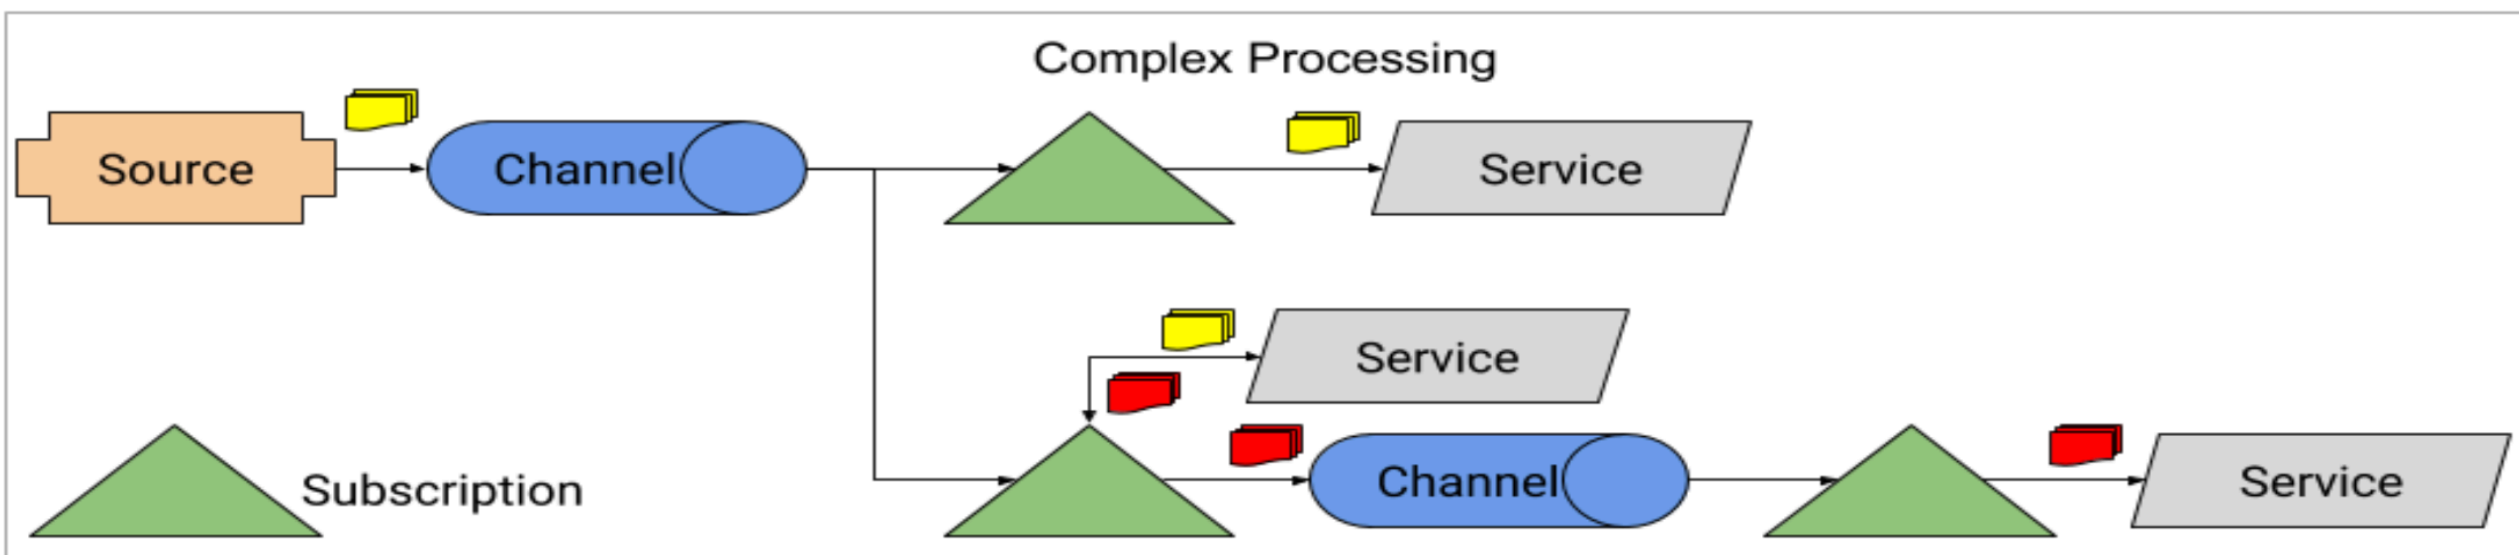 Complex Processing
Source
Channel
Service
Service
Subscription
Channel
Service